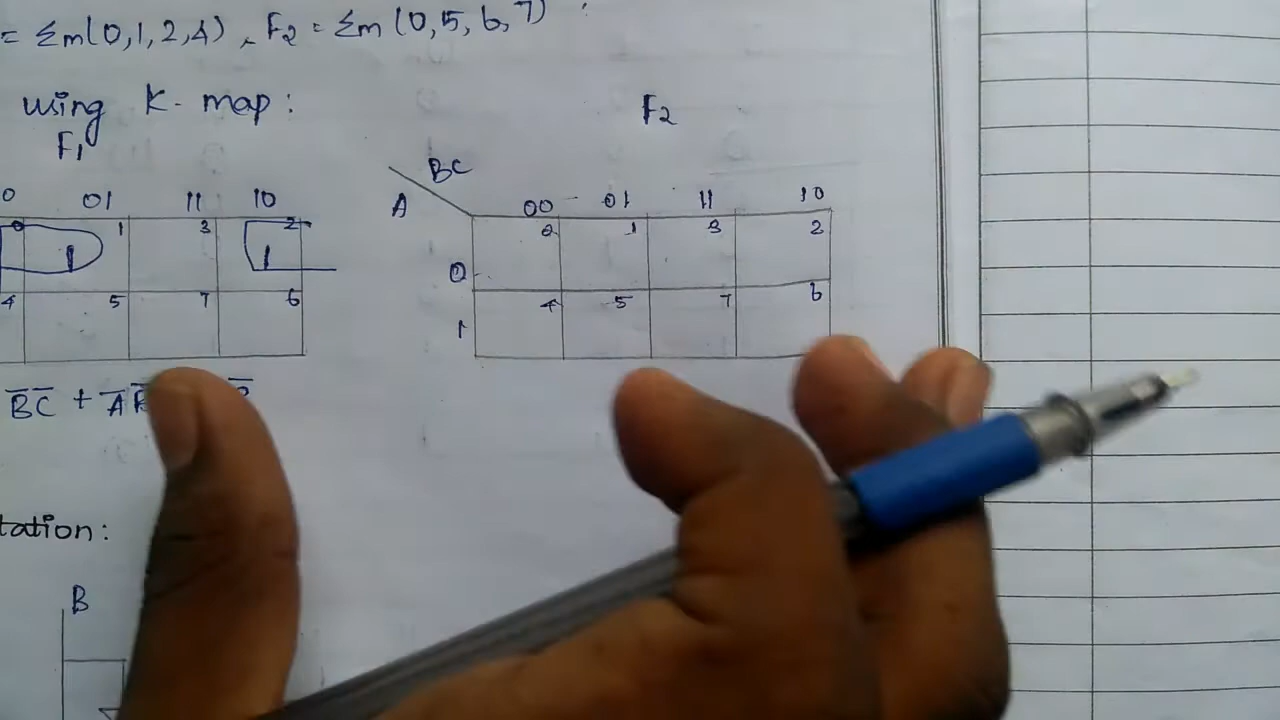 = Σm(0,1,2,4), F₂ = Σm(0,5,6,7)
using K-map:
F₁
F₂
BC
A
0 01 11 10
00 01 11 10
0 1 3 2
1 1
0 1 3 2
0
4 5 7 6
4 5 7 6
1
B̅C̅ + A̅B̅
tation:
B